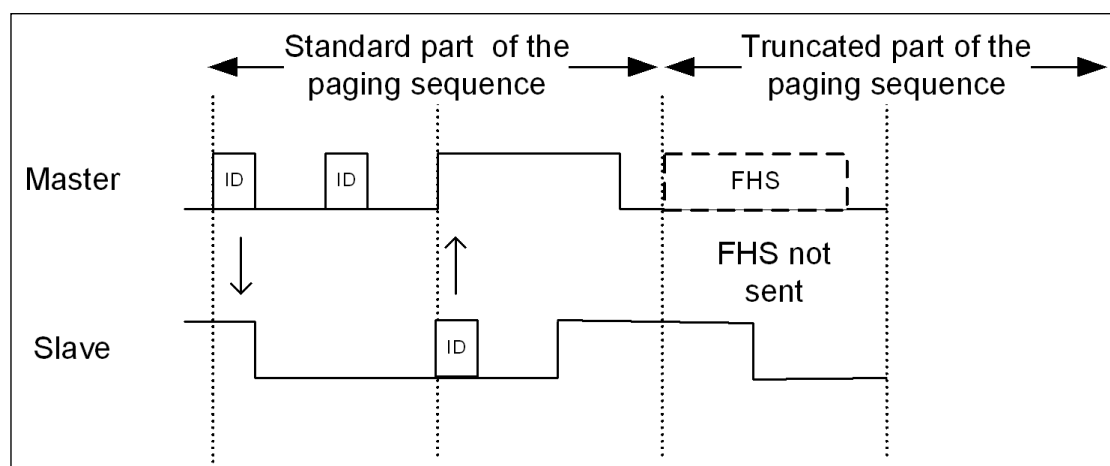 Standard part of the
paging sequence
Truncated part of the
paging sequence
Master
ID
ID
FHS
FHS not
sent
Slave
ID